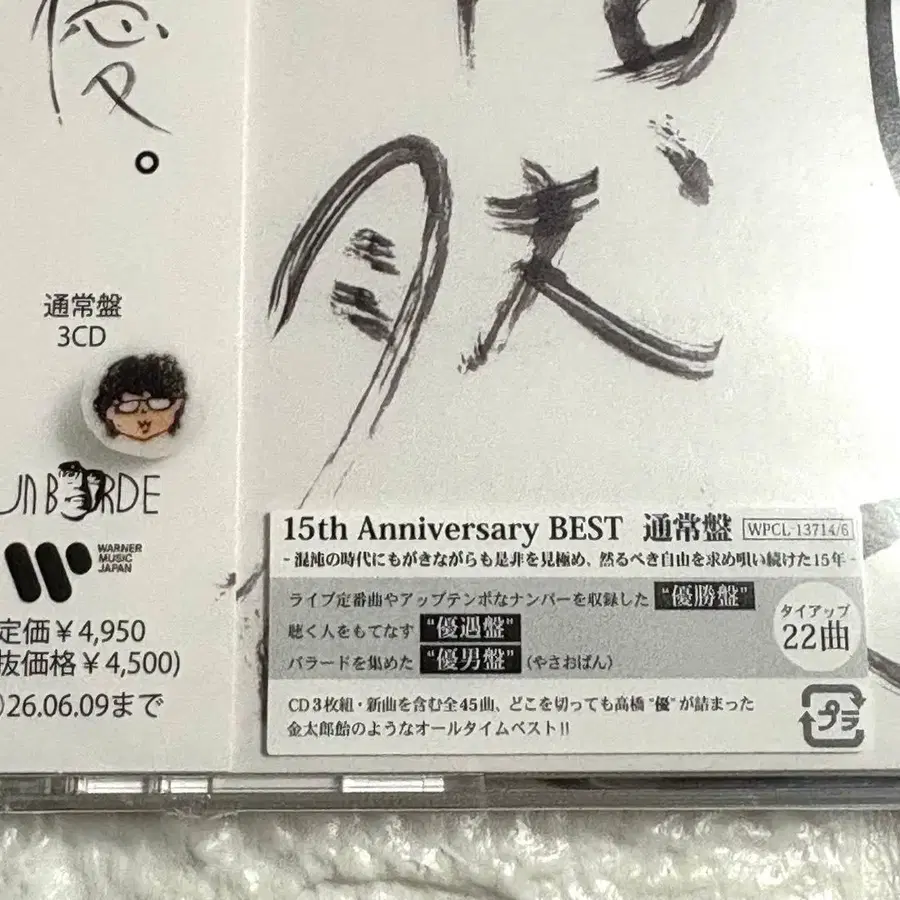 優。
通常盤
3CD
WARNER
MUSIC
JAPAN
定価￥4,950
抜価格￥4,500)
26.06.09まで
然
15th Anniversary BEST 通常盤 WPCL-13714/6
- 混沌の時代にもがきながらも是非を見極め、然るべき自由を求め唄い続けた15年 -
ライブ定番曲やアップテンポなナンバーを収録した “優勝盤”
聴く人をもてなす “優遇盤”
バラードを集めた “優男盤” (やさおばん)
タイアップ
22曲
CD３枚組・新曲を含む全45曲、どこを切っても高橋 “優” が詰まった
金太郎飴のようなオールタイムベスト!!
プラ